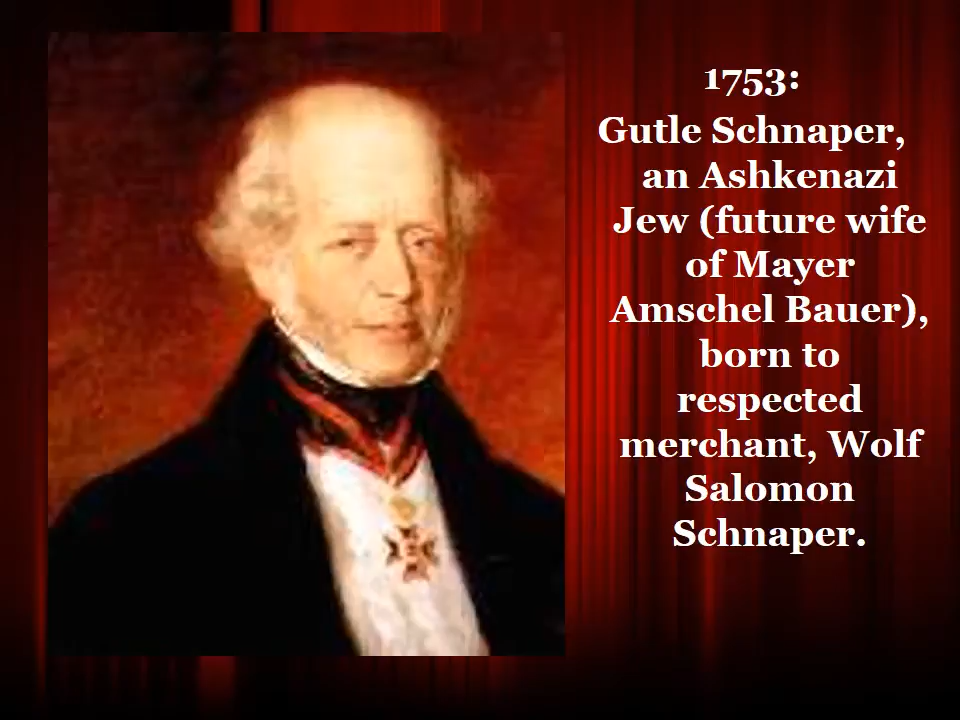 1753:
Gutle Schnaper,
an Ashkenazi
Jew (future wife
of Mayer
Amschel Bauer),
born to
respected
merchant, Wolf
Salomon
Schnaper.